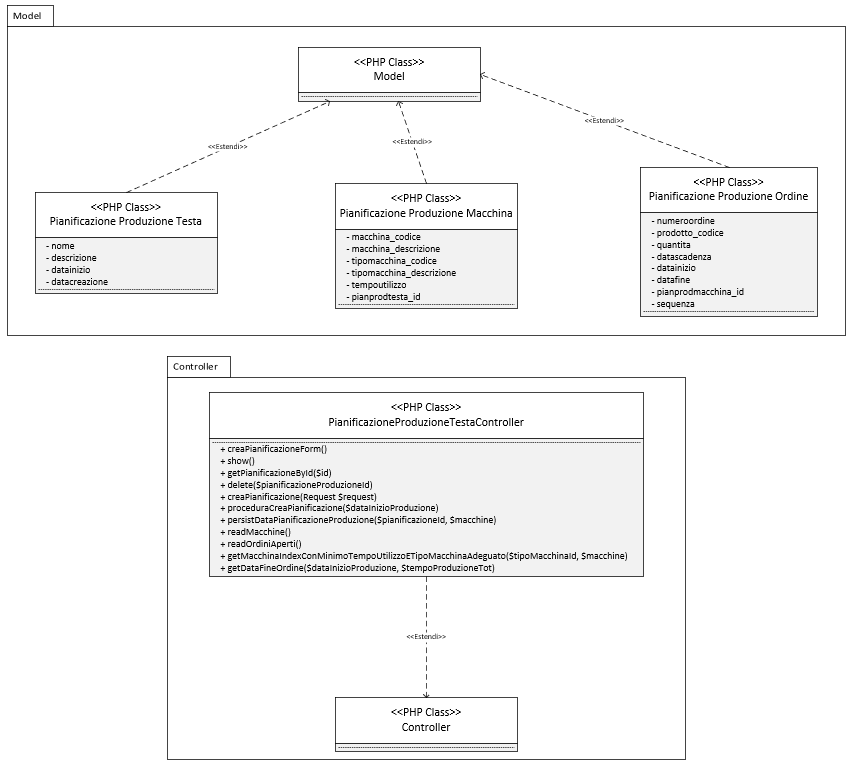 Model
<<PHP Class>>
Model
<<Estendi>>
<<Estendi>>
<<Estendi>>
<<PHP Class>>
Pianificazione Produzione Testa
- nome
- descrizione
- datainizio
- datacreazione
<<PHP Class>>
Pianificazione Produzione Macchina
- macchina_codice
- macchina_descrizione
- tipomacchina_codice
- tipomacchina_descrizione
- tempoutilizzo
- pianprodtesta_id
<<PHP Class>>
Pianificazione Produzione Ordine
- numeroordine
- prodotto_codice
- quantita
- datascadenza
- datainizio
- datafine
- pianprodmacchina_id
- sequenza
Controller
<<PHP Class>>
PianificazioneProduzioneTestaController
+ creaPianificazioneForm()
+ show()
+ getPianificazioneById($id)
+ delete($pianificazioneProduzioneId)
+ creaPianificazione(Request $request)
+ proceduraCreaPianificazione($dataInizioProduzione)
+ persistDataPianificazioneProduzione($pianificazioneId, $macchine)
+ readMacchine()
+ readOrdiniAperti()
+ getMacchinaIndexConMinimoTempoUtilizzoETipoMacchinaAdeguato($tipoMacchinaId, $macchine)
+ getDataFineOrdine($dataInizioProduzione, $tempoProduzioneTot)
<<Estendi>>
<<PHP Class>>
Controller